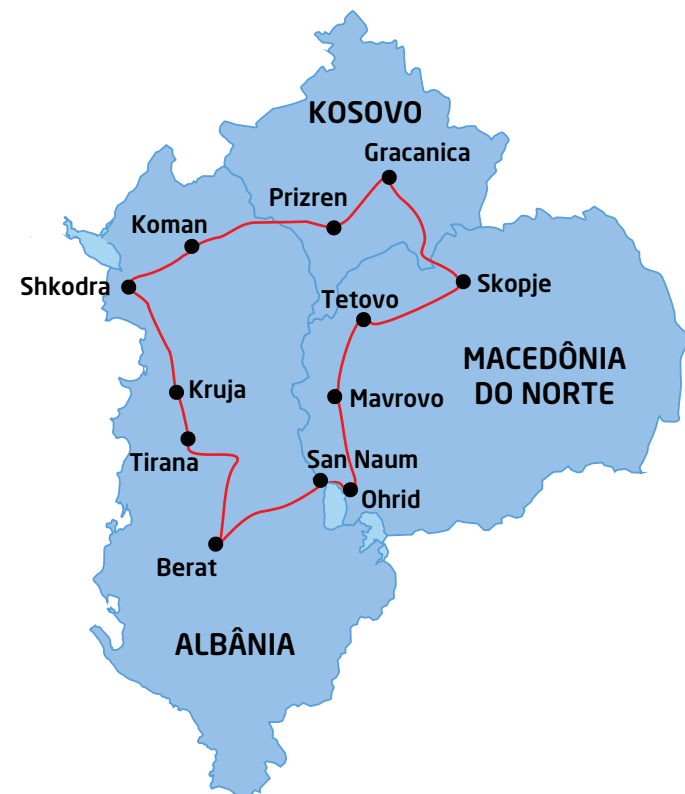 KOSOVO
Gracanica
Prizren
Koman
Shkodra
Skopje
Tetovo
MACEDÔNIA
DO NORTE
Kruja
Mavrovo
Tirana
San Naum
Ohrid
Berat
ALBÂNIA